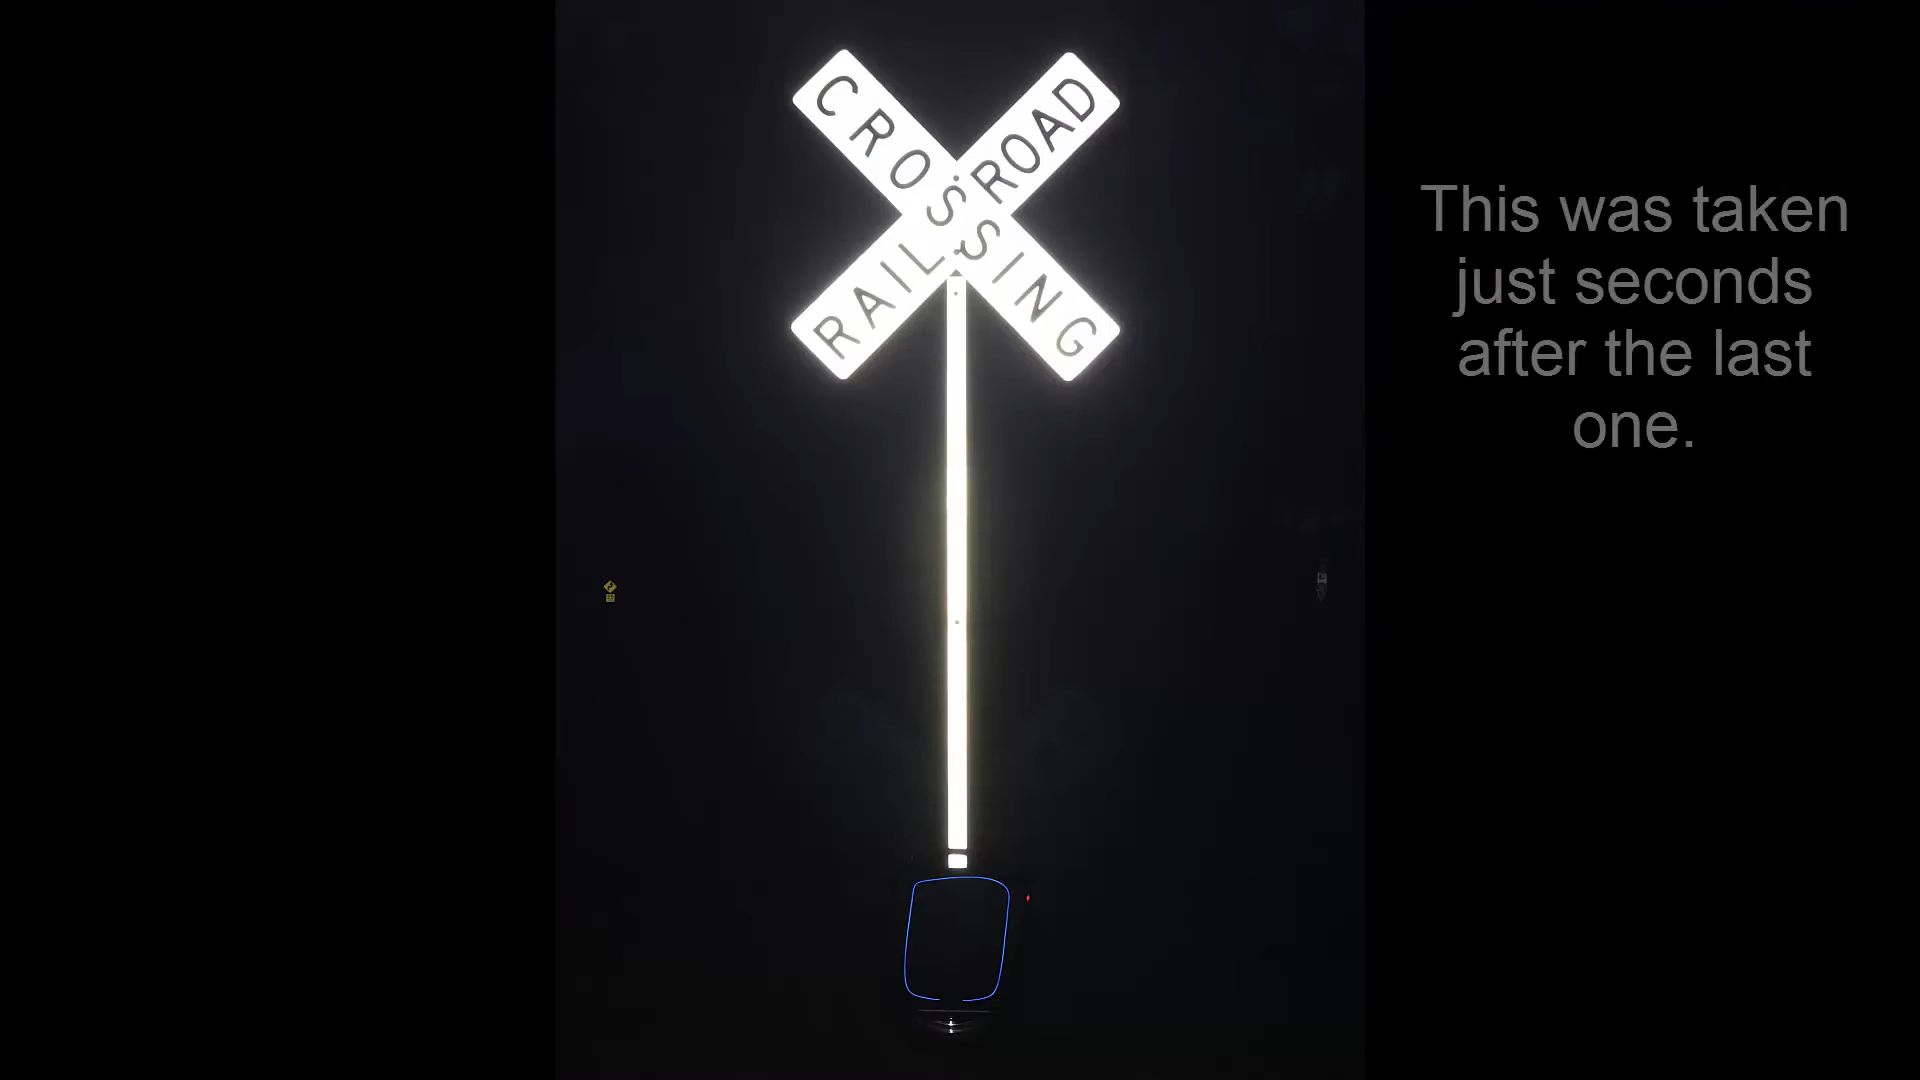 RAILROAD
CROSSING
This was taken
just seconds
after the last
one.